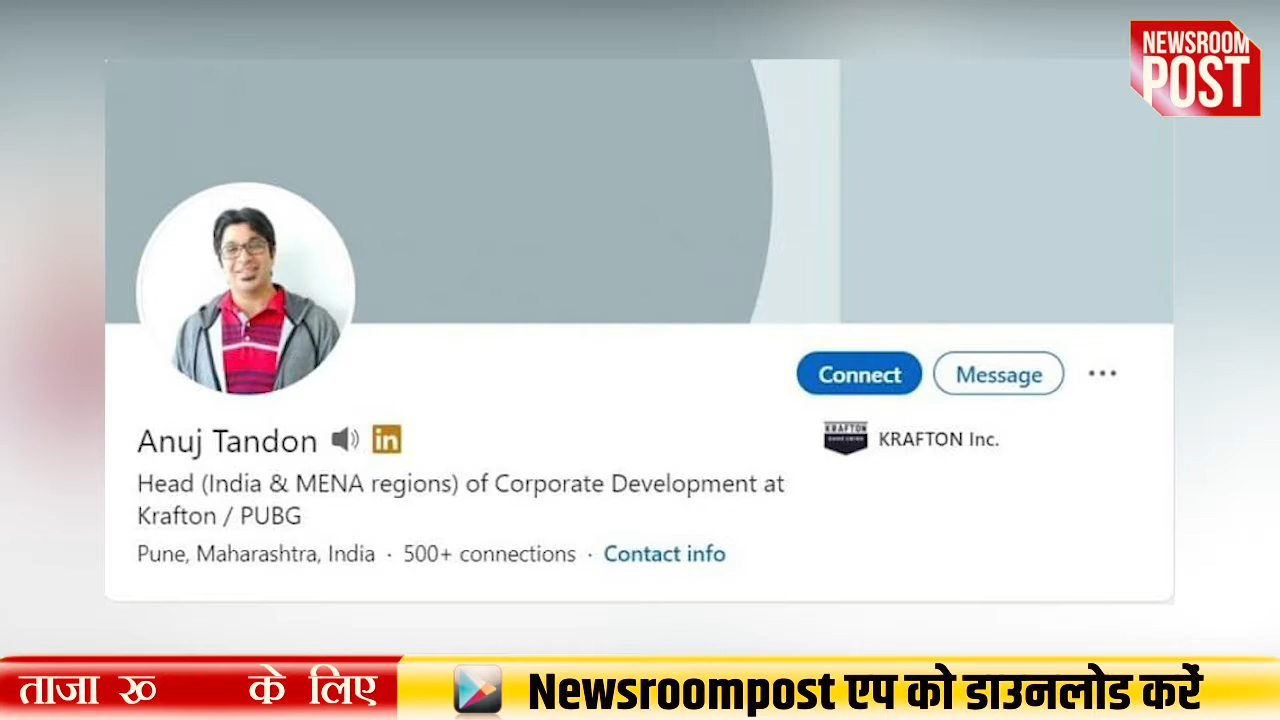 NEWSROOM
POST
Connect
Message
Anuj Tandon in
KRAFTON
KRAFTON Inc.
Head (India & MENA regions) of Corporate Development at
Krafton / PUBG
Pune, Maharashtra, India · 500+ connections · Contact info
ताजा के लिए
Newsroompost एप को डाउनलोड करें